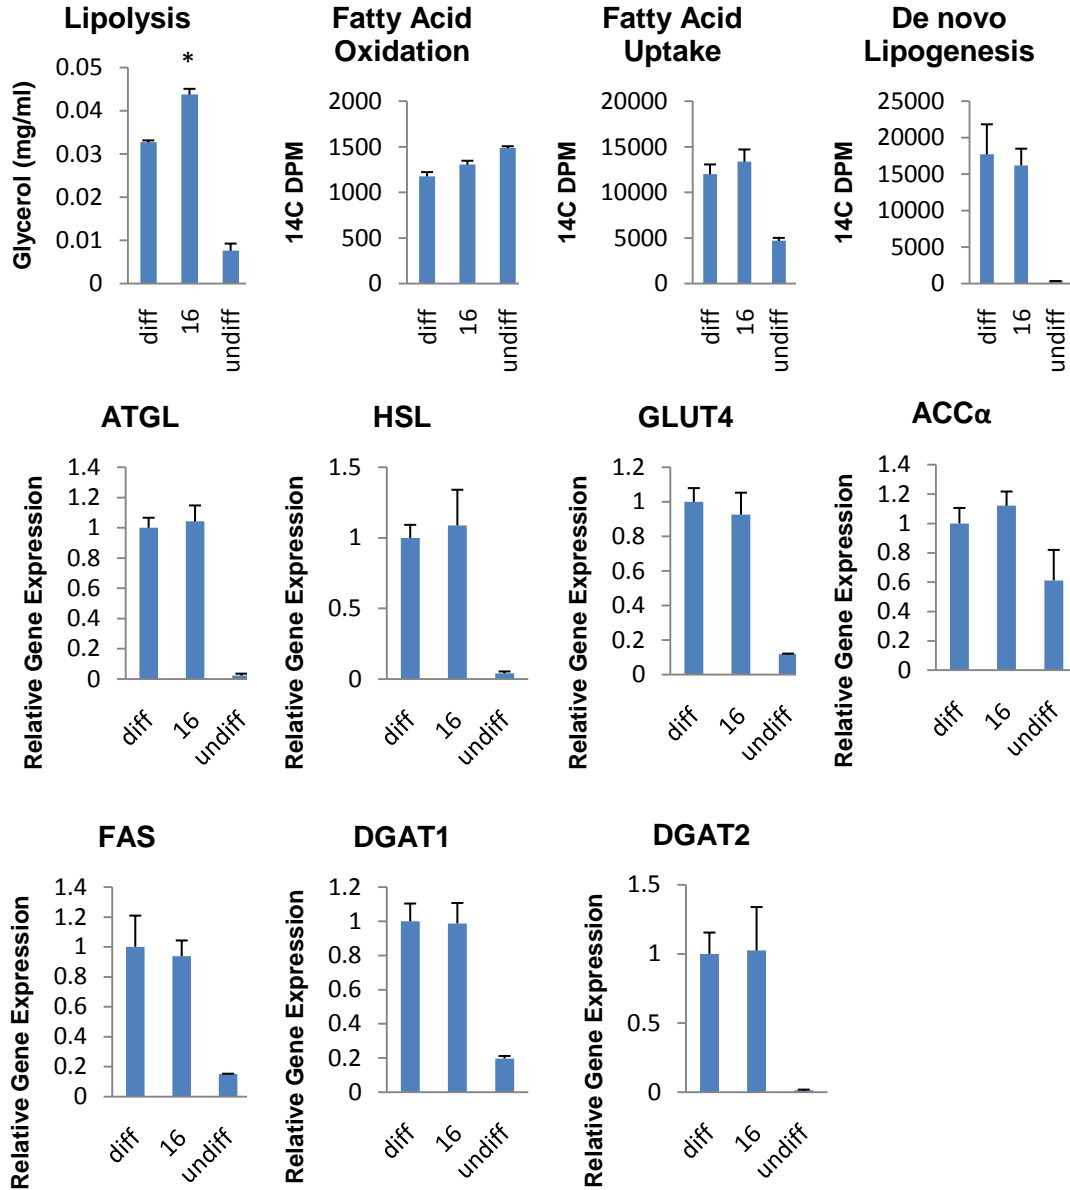 Lipolysis
Glycerol (mg/ml)
0.05
0.04
0.03
0.02
0.01
0
*
diff
16
undiff
Fatty Acid
Oxidation
14C DPM
2000
1500
1000
500
0
diff
16
undiff
Fatty Acid
Uptake
14C DPM
20000
15000
10000
5000
0
diff
16
undiff
De novo
Lipogenesis
14C DPM
25000
20000
15000
10000
5000
0
diff
16
undiff
ATGL
Relative Gene Expression
1.4
1.2
1
0.8
0.6
0.4
0.2
0
diff
16
undiff
HSL
Relative Gene Expression
1.5
1
0.5
0
diff
16
undiff
GLUT4
Relative Gene Expression
1.2
1
0.8
0.6
0.4
0.2
0
diff
16
undiff
ACCα
Relative Gene Expression
1.4
1.2
1
0.8
0.6
0.4
0.2
0
diff
16
undiff
FAS
Relative Gene Expression
1.4
1.2
1
0.8
0.6
0.4
0.2
0
diff
16
undiff
DGAT1
Relative Gene Expression
1.2
1
0.8
0.6
0.4
0.2
0
diff
16
undiff
DGAT2
Relative Gene Expression
1.5
1
0.5
0
diff
16
undiff